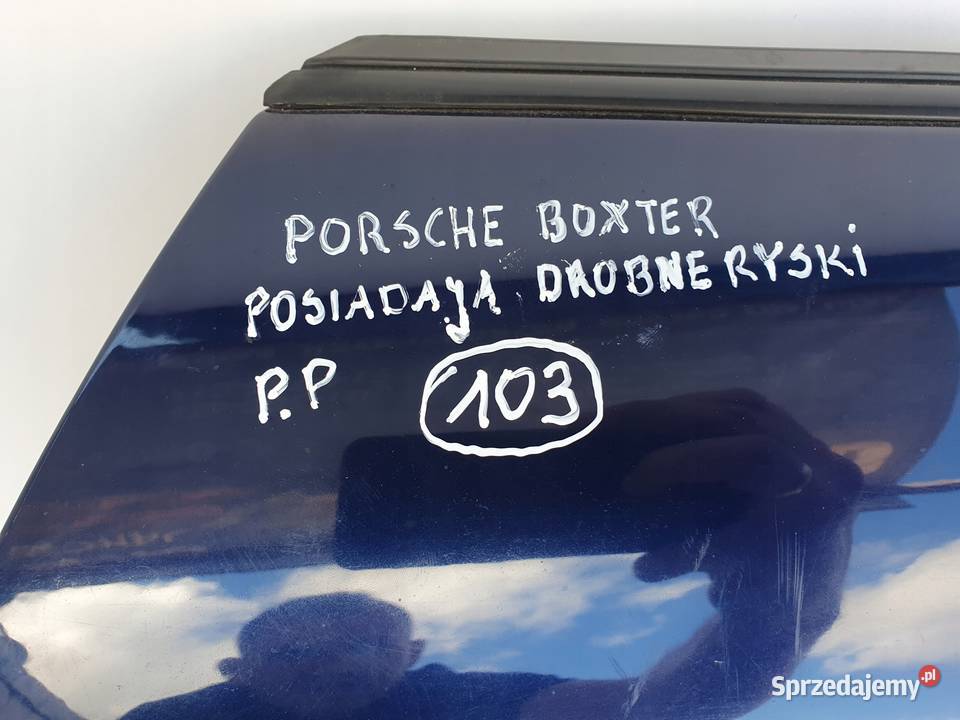 PORSCHE BOXTER
POSIADAJĄ DROBNE RYSKI
P.P 103
Sprzedajemy.pl